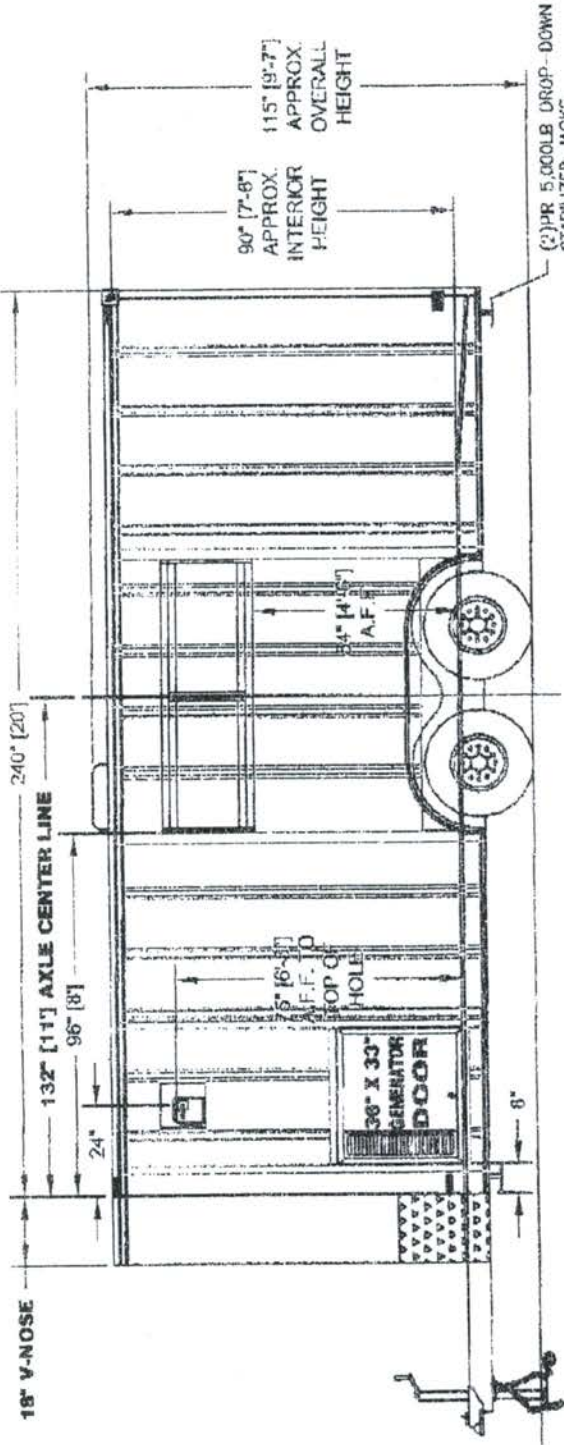 18" V-NOSE
240" [20']
132" [11'] AXLE CENTER LINE
96" [8']
24"
90" [7'-6"]
APPROX.
INTERIOR
HEIGHT
115" [9'-7"]
APPROX.
OVERALL
HEIGHT
A.F.F.
TOP OF
HOLE
36" X 33"
GENERATOR
DOOR
8"
(2)PR 5,000LB DROP-DOWN